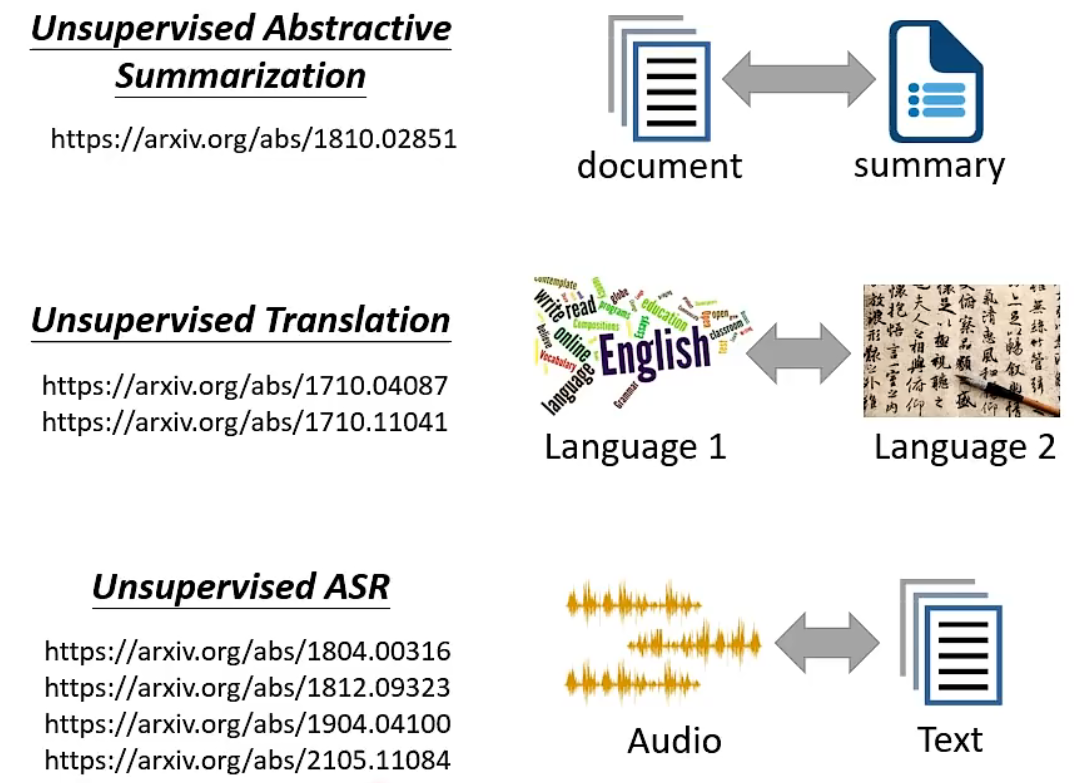 Unsupervised Abstractive
Summarization
https://arxiv.org/abs/1810.02851
document
summary
Unsupervised Translation
https://arxiv.org/abs/1710.04087
https://arxiv.org/abs/1710.11041
contemplate
write
read
globe
programs
education
Compositions
Essays
open
classroom
online
believe
Vocabulary
English
test
language
Grammar
Language 1
Language 2
Unsupervised ASR
https://arxiv.org/abs/1804.00316
https://arxiv.org/abs/1812.09323
https://arxiv.org/abs/1904.04100
https://arxiv.org/abs/2105.11084
Audio
Text